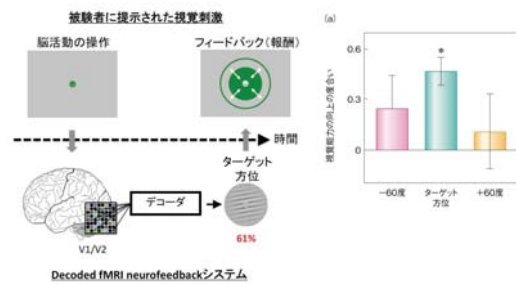 被験者に提示された視覚刺激
脳活動の操作
フィードバック（報酬）
時間
ターゲット
方位
デコーダ
61%
V1/V2
Decoded fMRI neurofeedbackシステム
(a)
視覚能力の向上の度合い
0.6
0.3
0
*
−60度
ターゲット
方位
+60度